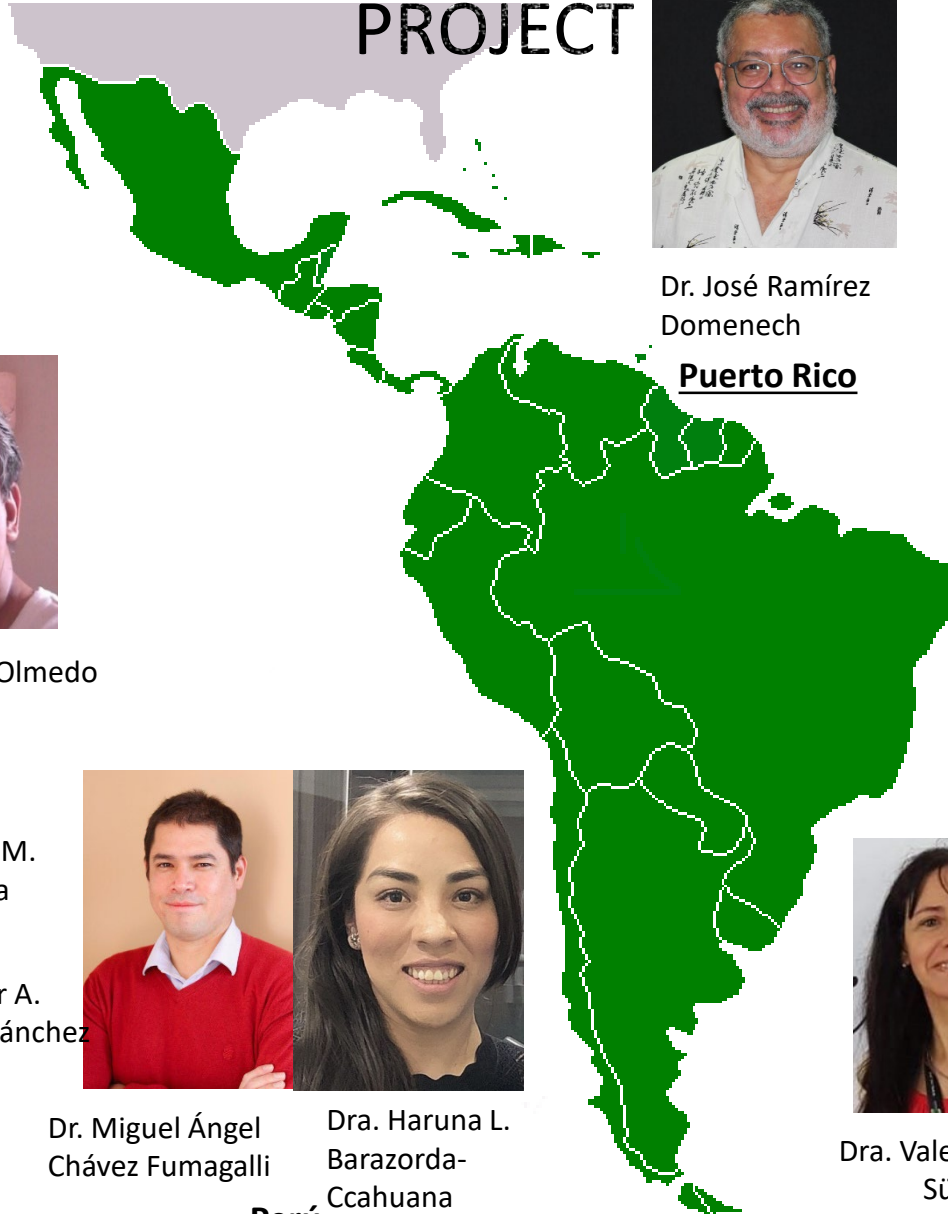 PROJECT
Dr. José Ramírez
Domenech
Puerto Rico
Olmedo
M.
a
r A.
ánchez
Dr. Miguel Ángel
Chávez Fumagalli
Dra. Haruna L.
Barazorda-
Ccahuana
Perú
Dra. Vale
Sü